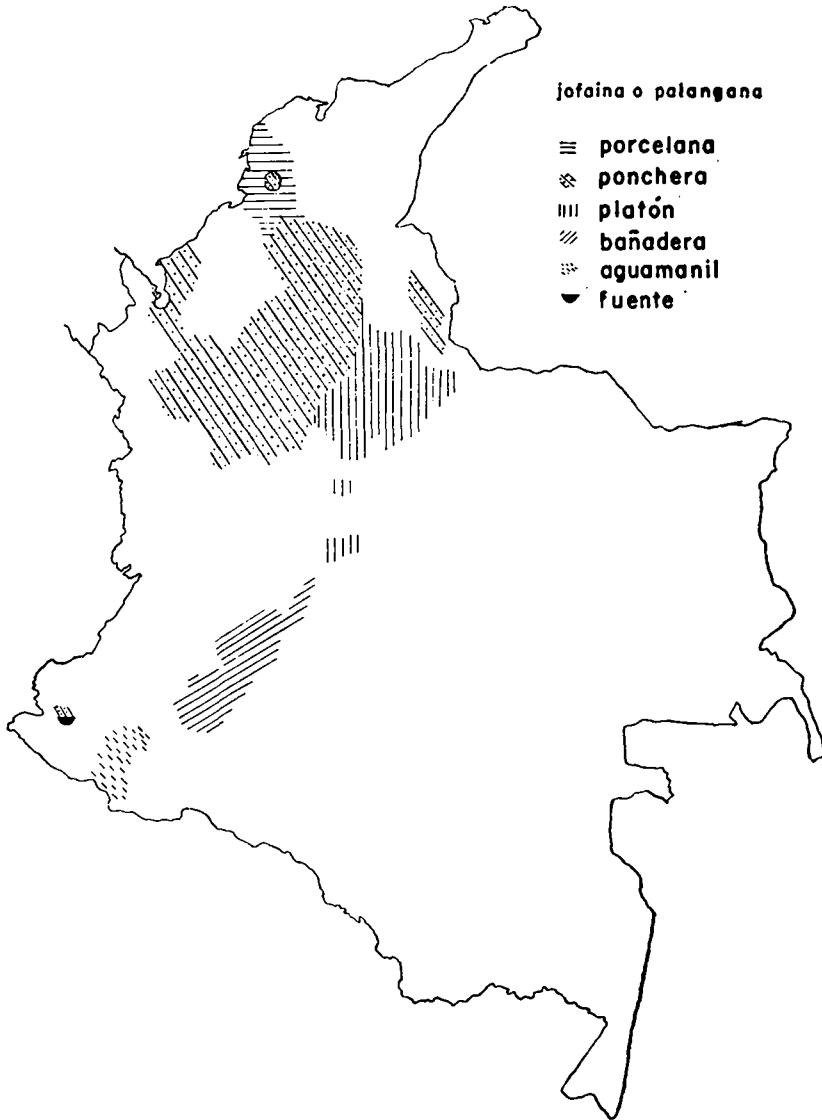 jofaina o palangana
porcelana
ponchera
platón
bañadera
aguamanil
fuente